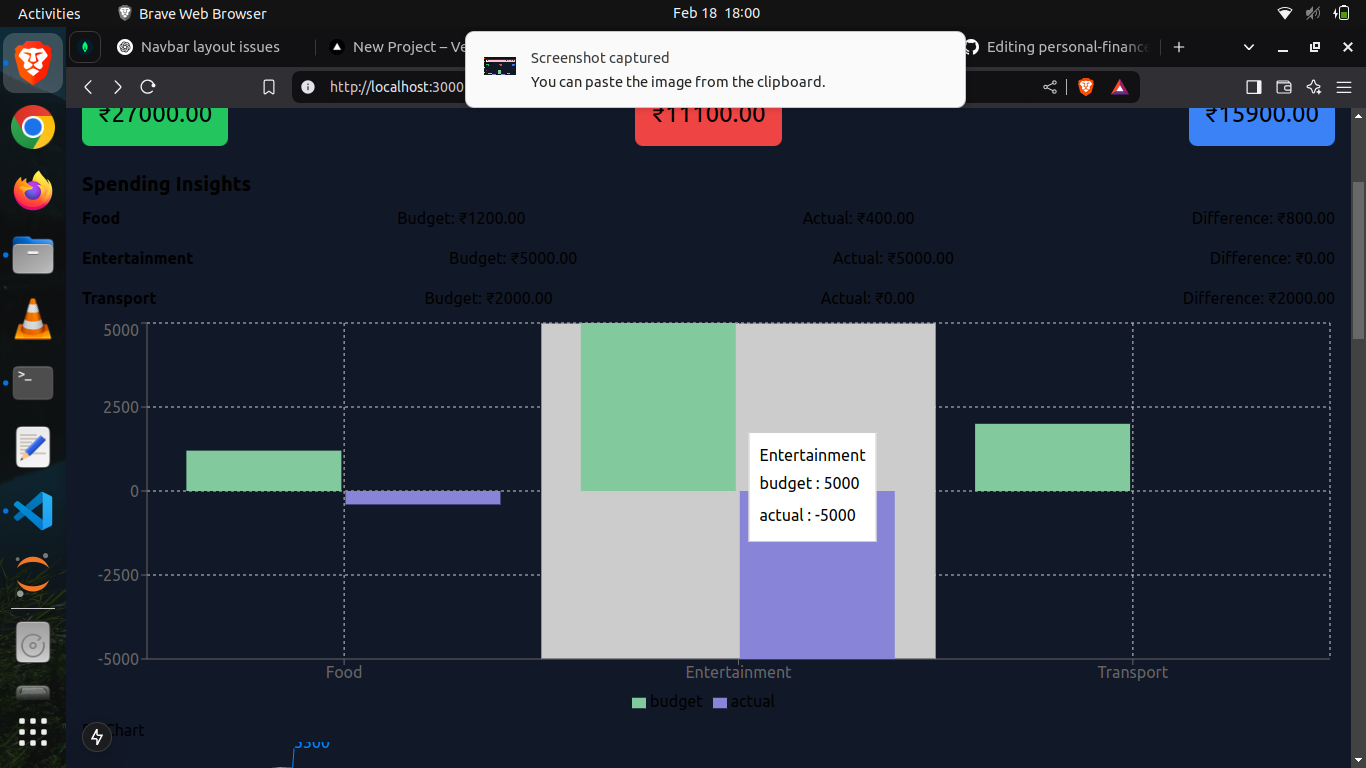 Activities
Brave Web Browser
Feb 18 18:00
Navbar layout issues
New Project – Ve
Editing personal-finance
Screenshot captured
You can paste the image from the clipboard.
http://localhost:3000
₹27000.00
₹11100.00
₹15900.00
Spending Insights
Food Budget: ₹1200.00 Actual: ₹400.00 Difference: ₹800.00
Entertainment Budget: ₹5000.00 Actual: ₹5000.00 Difference: ₹0.00
Transport Budget: ₹2000.00 Actual: ₹0.00 Difference: ₹2000.00
5000
2500
0
-2500
-5000
Entertainment
budget : 5000
actual : -5000
Food Entertainment Transport
budget actual
Chart
5500